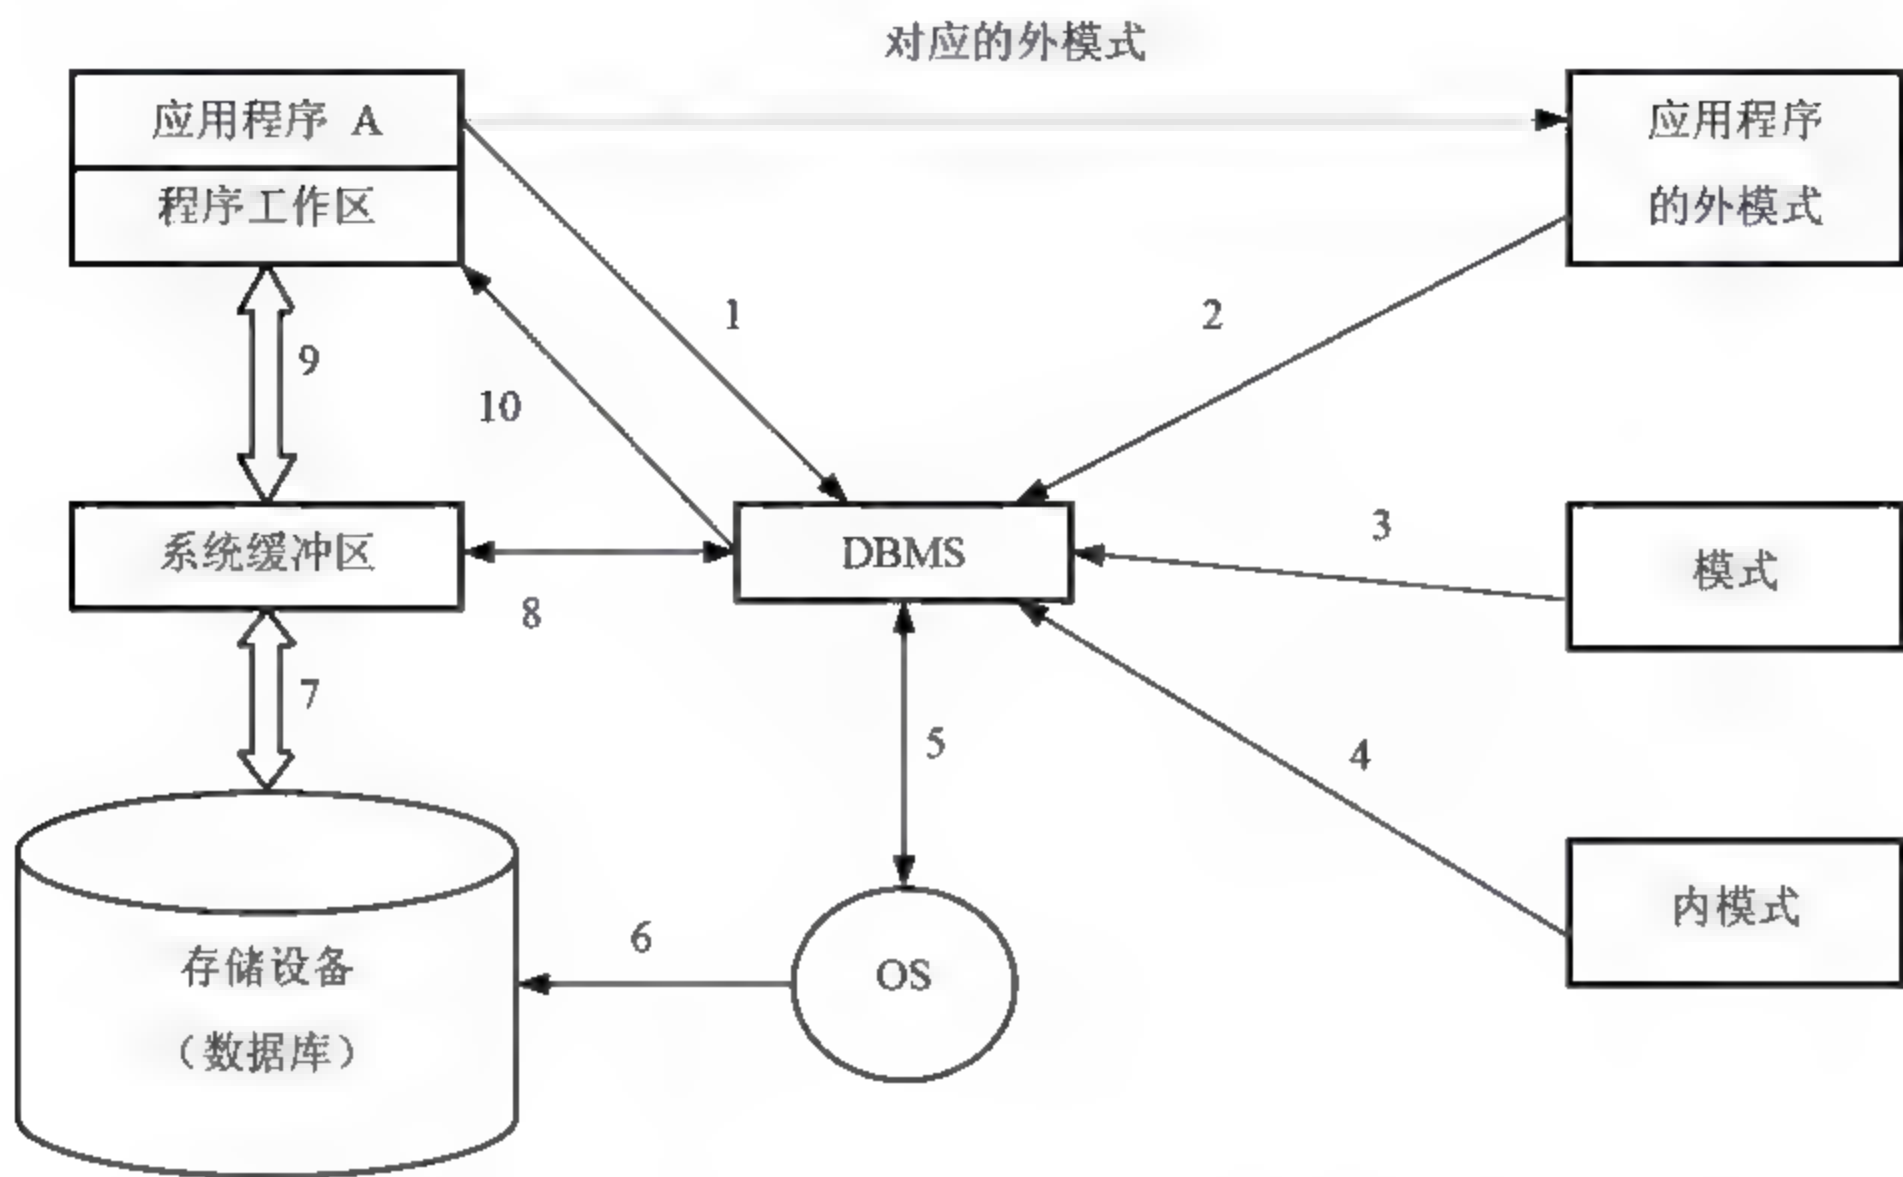 对应的外模式
应用程序 A
应用程序
的外模式
程序工作区
1
2
9
10
系统缓冲区
DBMS
3
模式
8
7
5
4
内模式
6
OS
存储设备
（数据库）